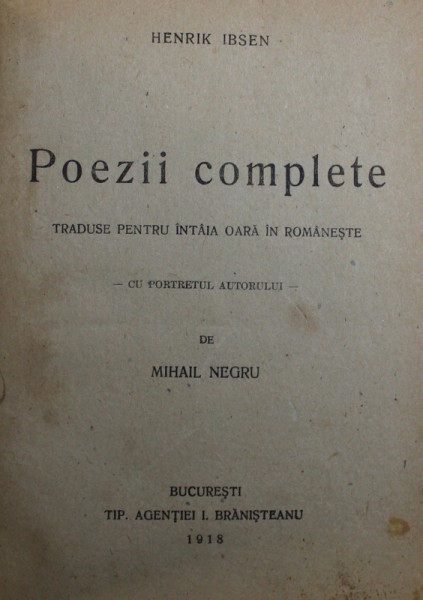 HENRIK IBSEN
Poezii complete
TRADUSE PENTRU ÎNTÂIA OARĂ ÎN ROMÂNEȘTE
— CU PORTRETUL AUTORULUI —
DE
MIHAIL NEGRU
BUCUREȘTI
TIP. AGENȚIEI I. BRĂNIȘTEANU
1918